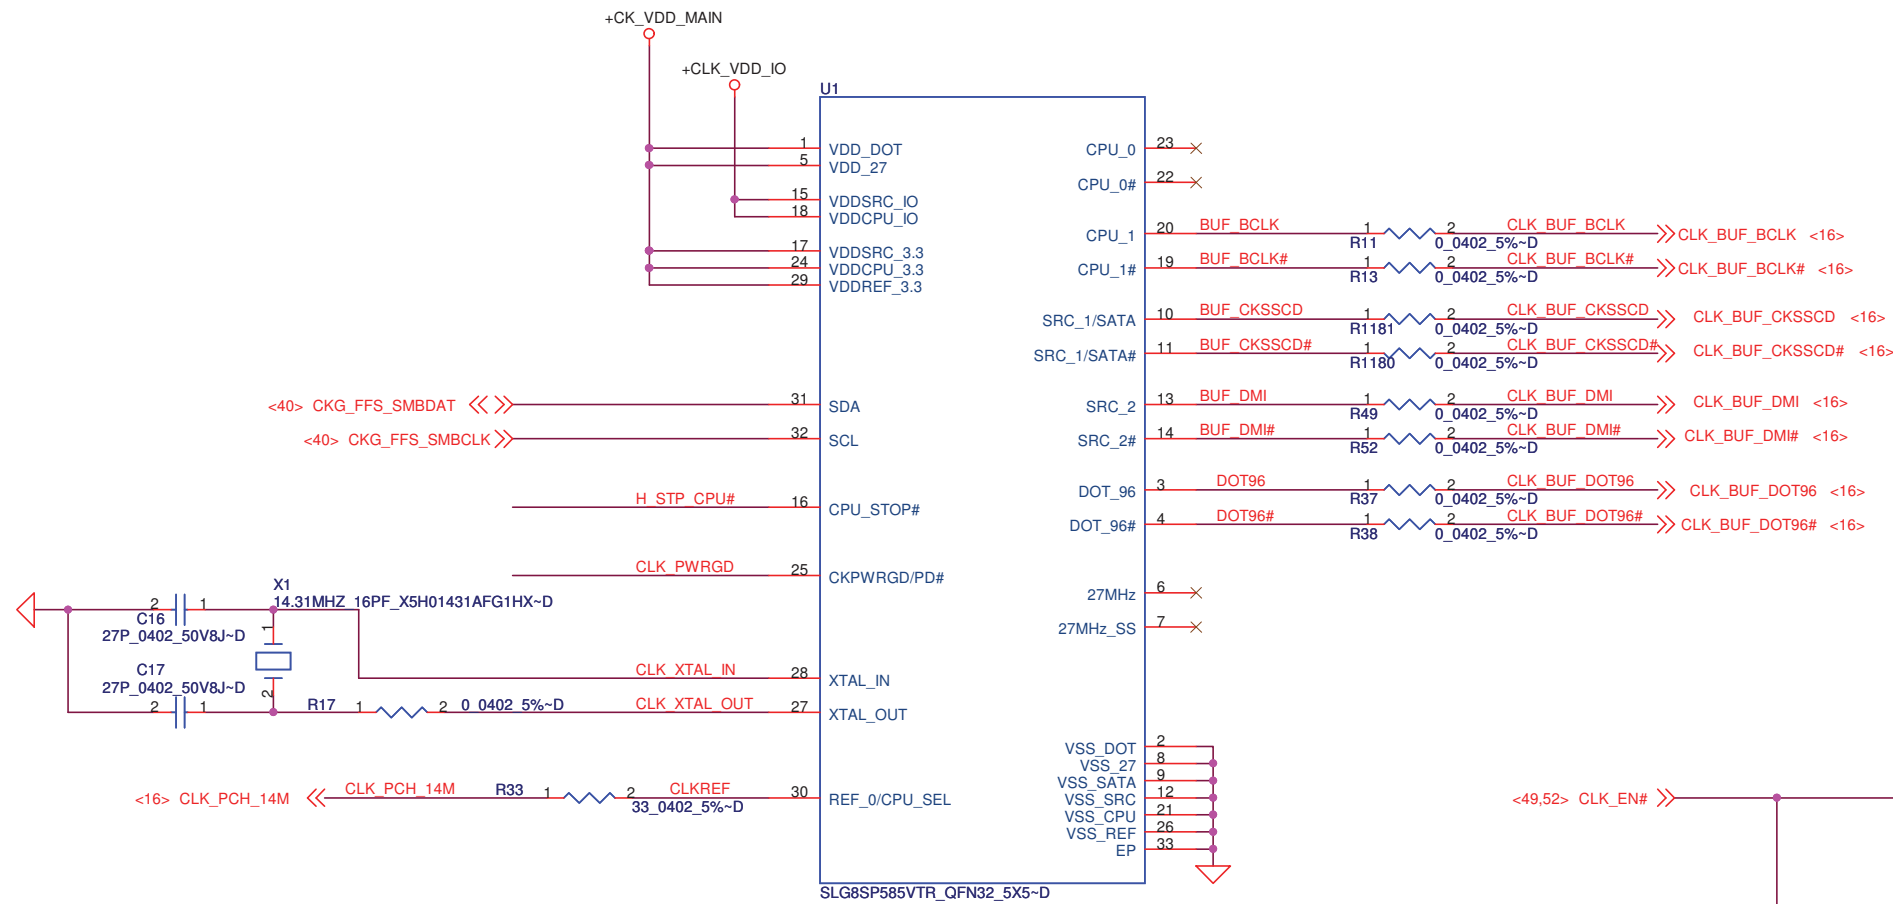 +CK_VDD_MAIN
+CLK_VDD_IO
U1
1 VDD_DOT
5 VDD_27
15 VDDSRC_IO
18 VDDCPU_IO
17 VDDSRC_3.3
24 VDDCPU_3.3
29 VDDREF_3.3
<40> CKG_FFS_SMBDAT 31 SDA
<40> CKG_FFS_SMBCLK 32 SCL
H_STP_CPU# 16 CPU_STOP#
CLK_PWRGD 25 CKPWRGD/PD#
X1
14.31MHZ_16PF_X5H01431AFG1HX~D
2 1
C16
27P_0402_50V8J~D
1
C17
27P_0402_50V8J~D
2
2 1
CLK_XTAL_IN 28 XTAL_IN
R17 1 2 0_0402_5%~D CLK_XTAL_OUT 27 XTAL_OUT
<16> CLK_PCH_14M CLK_PCH_14M R33 1 2 CLKREF 30 REF_0/CPU_SEL
33_0402_5%~D
CPU_0 23
CPU_0# 22
CPU_1 20 BUF_BCLK 1 2 CLK_BUF_BCLK CLK_BUF_BCLK <16>
R11 0_0402_5%~D
CPU_1# 19 BUF_BCLK# 1 2 CLK_BUF_BCLK# CLK_BUF_BCLK# <16>
R13 0_0402_5%~D
SRC_1/SATA 10 BUF_CKSSCD 1 2 CLK_BUF_CKSSCD CLK_BUF_CKSSCD <16>
R1181 0_0402_5%~D
SRC_1/SATA# 11 BUF_CKSSCD# 1 2 CLK_BUF_CKSSCD# CLK_BUF_CKSSCD# <16>
R1180 0_0402_5%~D
SRC_2 13 BUF_DMI 1 2 CLK_BUF_DMI CLK_BUF_DMI <16>
R49 0_0402_5%~D
SRC_2# 14 BUF_DMI# 1 2 CLK_BUF_DMI# CLK_BUF_DMI# <16>
R52 0_0402_5%~D
DOT_96 3 DOT96 1 2 CLK_BUF_DOT96 CLK_BUF_DOT96 <16>
R37 0_0402_5%~D
DOT_96# 4 DOT96# 1 2 CLK_BUF_DOT96# CLK_BUF_DOT96# <16>
R38 0_0402_5%~D
27MHz 6
27MHz_SS 7
VSS_DOT 2
VSS_27 8
VSS_SATA 9
VSS_SRC 12
VSS_CPU 21
VSS_REF 26
EP 33
<49,52> CLK_EN#
SLG8SP585VTR_QFN32_5X5~D